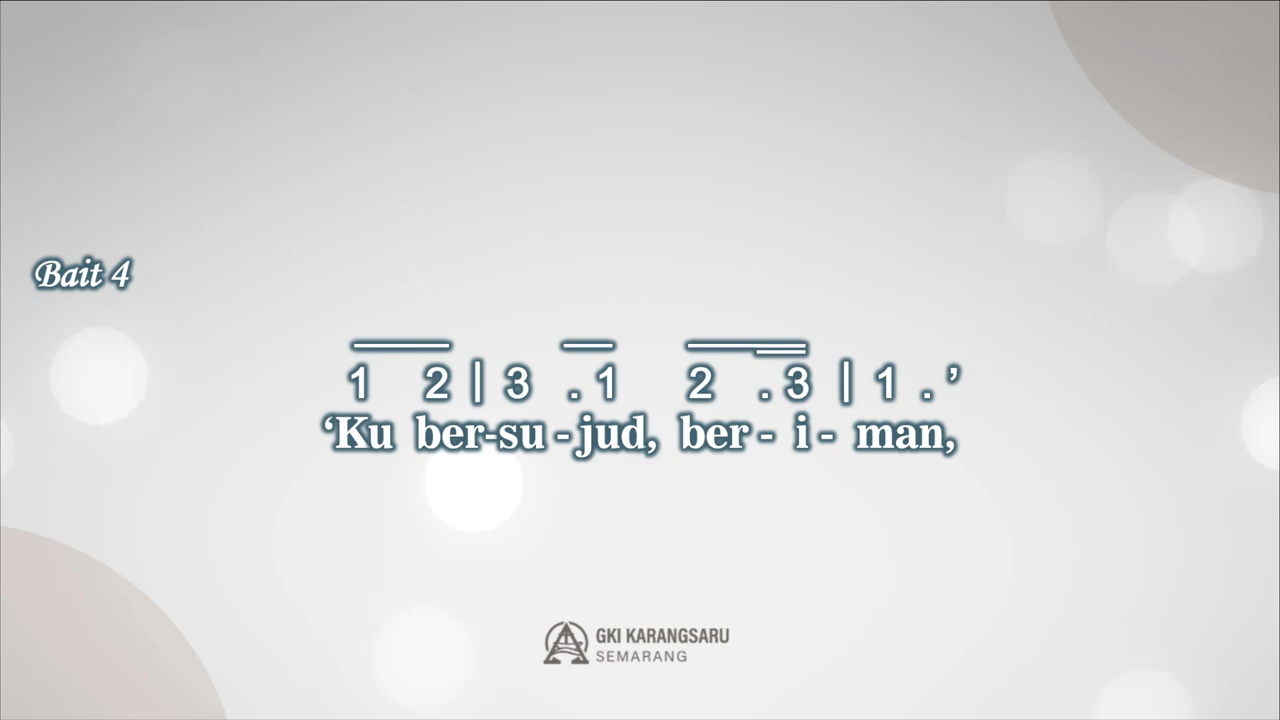 Bait 4
1 2 | 3 . 1 2 . 3 | 1 . ’
‘Ku ber-su - jud, ber - i - man,
GKI KARANGSARU
SEMARANG